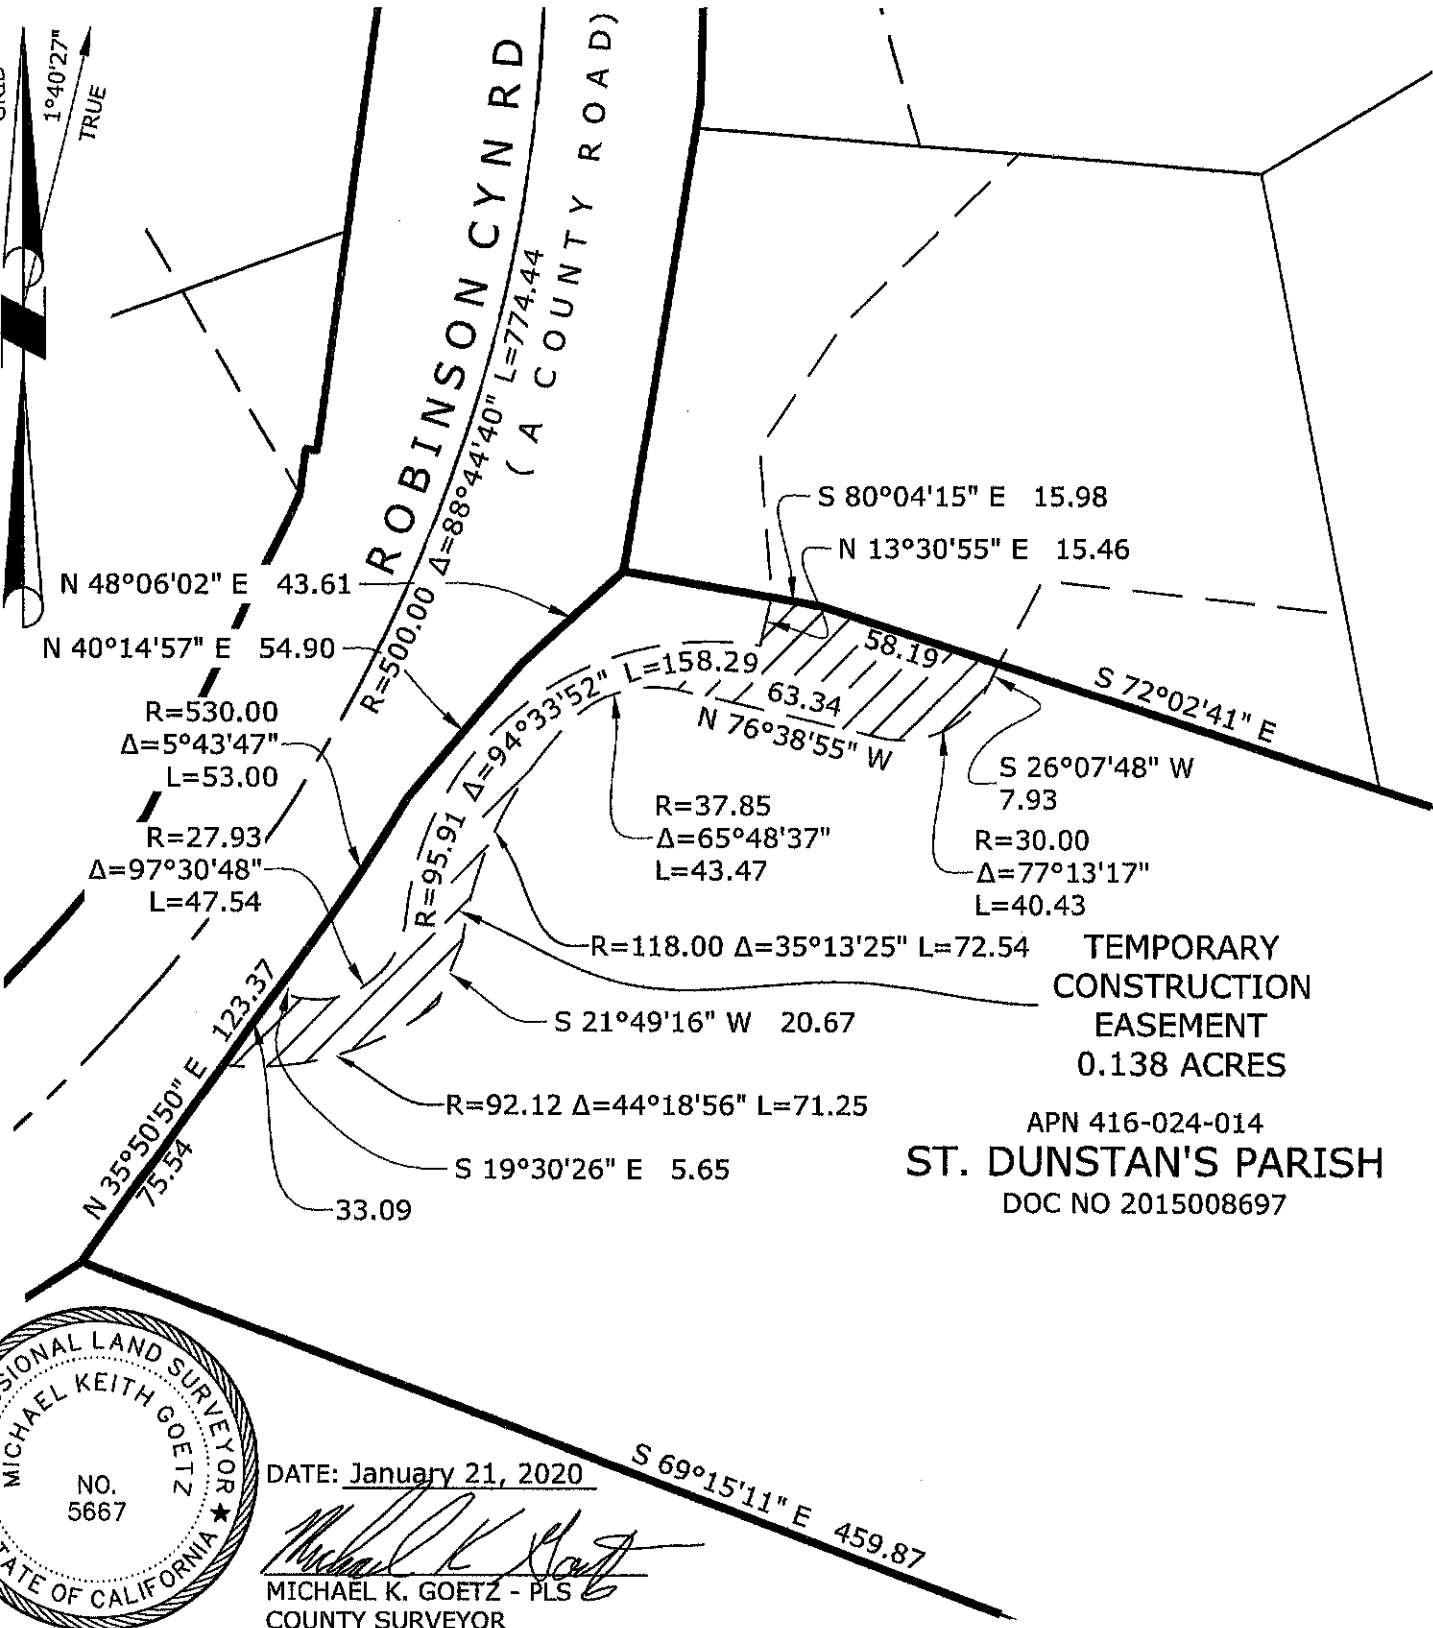 1°40'27"
TRUE
ROBINSON CYN RD
( A COUNTY ROAD)
R=500.00 Δ=88°44'40" L=774.44
S 80°04'15" E 15.98
N 13°30'55" E 15.46
N 48°06'02" E 43.61
N 40°14'57" E 54.90
58.19'
S 72°02'41" E
R=95.91 Δ=94°33'52" L=158.29
63.34
N 76°38'55" W
R=530.00
Δ=5°43'47"
L=53.00
S 26°07'48" W
7.93
R=37.85
Δ=65°48'37"
L=43.47
R=27.93
Δ=97°30'48"
L=47.54
R=30.00
Δ=77°13'17"
L=40.43
R=118.00 Δ=35°13'25" L=72.54
TEMPORARY
CONSTRUCTION
EASEMENT
0.138 ACRES
S 21°49'16" W 20.67
N 35°50'50" E 123.37
75.54
R=92.12 Δ=44°18'56" L=71.25
S 19°30'26" E 5.65
33.09
APN 416-024-014
ST. DUNSTAN'S PARISH
DOC NO 2015008697
S 69°15'11" E 459.87
SIONAL LAND SURVEYOR
MICHAEL KEITH GOETZ
NO.
5667
ATE OF CALIFORNIA
DATE: January 21, 2020
Michael K Goetz
MICHAEL K. GOETZ - PLS
COUNTY SURVEYOR